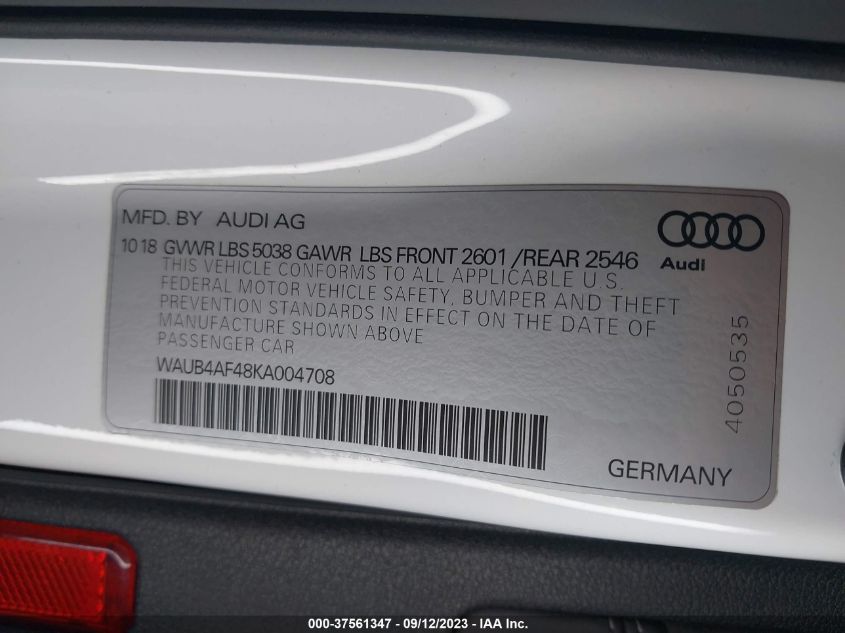 MFD. BY AUDI AG
Audi
10 18 GVWR LBS 5038 GAWR LBS FRONT 2601 /REAR 2546
THIS VEHICLE CONFORMS TO ALL APPLICABLE U.S.
FEDERAL MOTOR VEHICLE SAFETY, BUMPER AND THEFT
PREVENTION STANDARDS IN EFFECT ON THE DATE OF
MANUFACTURE SHOWN ABOVE
PASSENGER CAR
WAUB4AF48KA004708
4050535
GERMANY
000-37561347 - 09/12/2023 - IAA Inc.